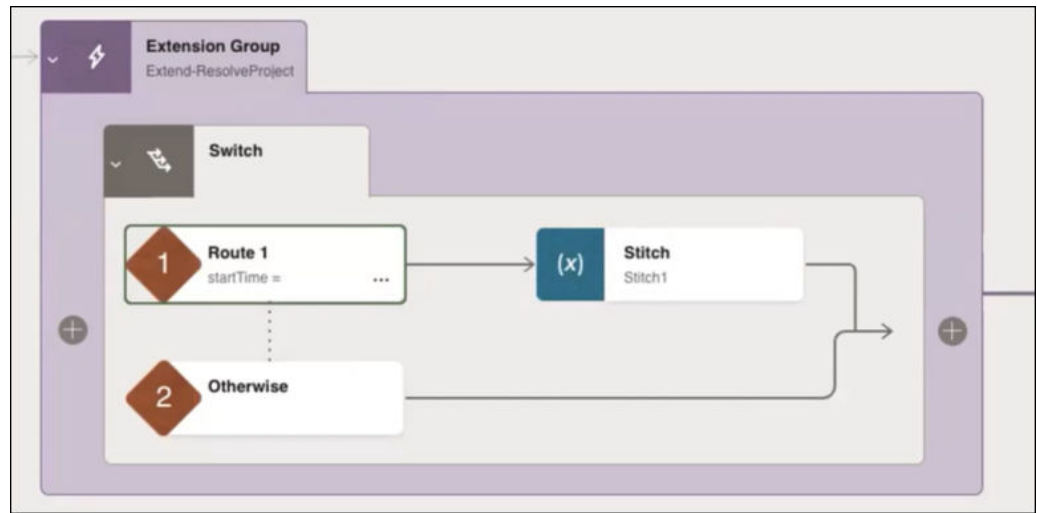 Extension Group
Extend-ResolveProject
Switch
1
Route 1
startTime =
...
(x)
Stitch
Stitch1
2
Otherwise